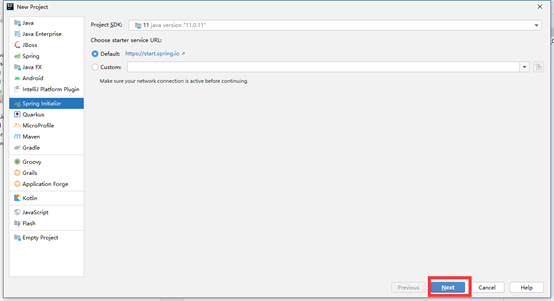 New Project
Java
Java Enterprise
JBoss
Spring
Java FX
Android
IntelliJ Platform Plugin
Spring Initializr
Quarkus
MicroProfile
Maven
Gradle
Groovy
Grails
Application Forge
Kotlin
JavaScript
Flash
Empty Project
Project SDK: 11 java version "11.0.11"
Choose starter service URL:
Default: https://start.spring.io
Custom:
Make sure your network connection is active before continuing.
Previous Next Cancel Help